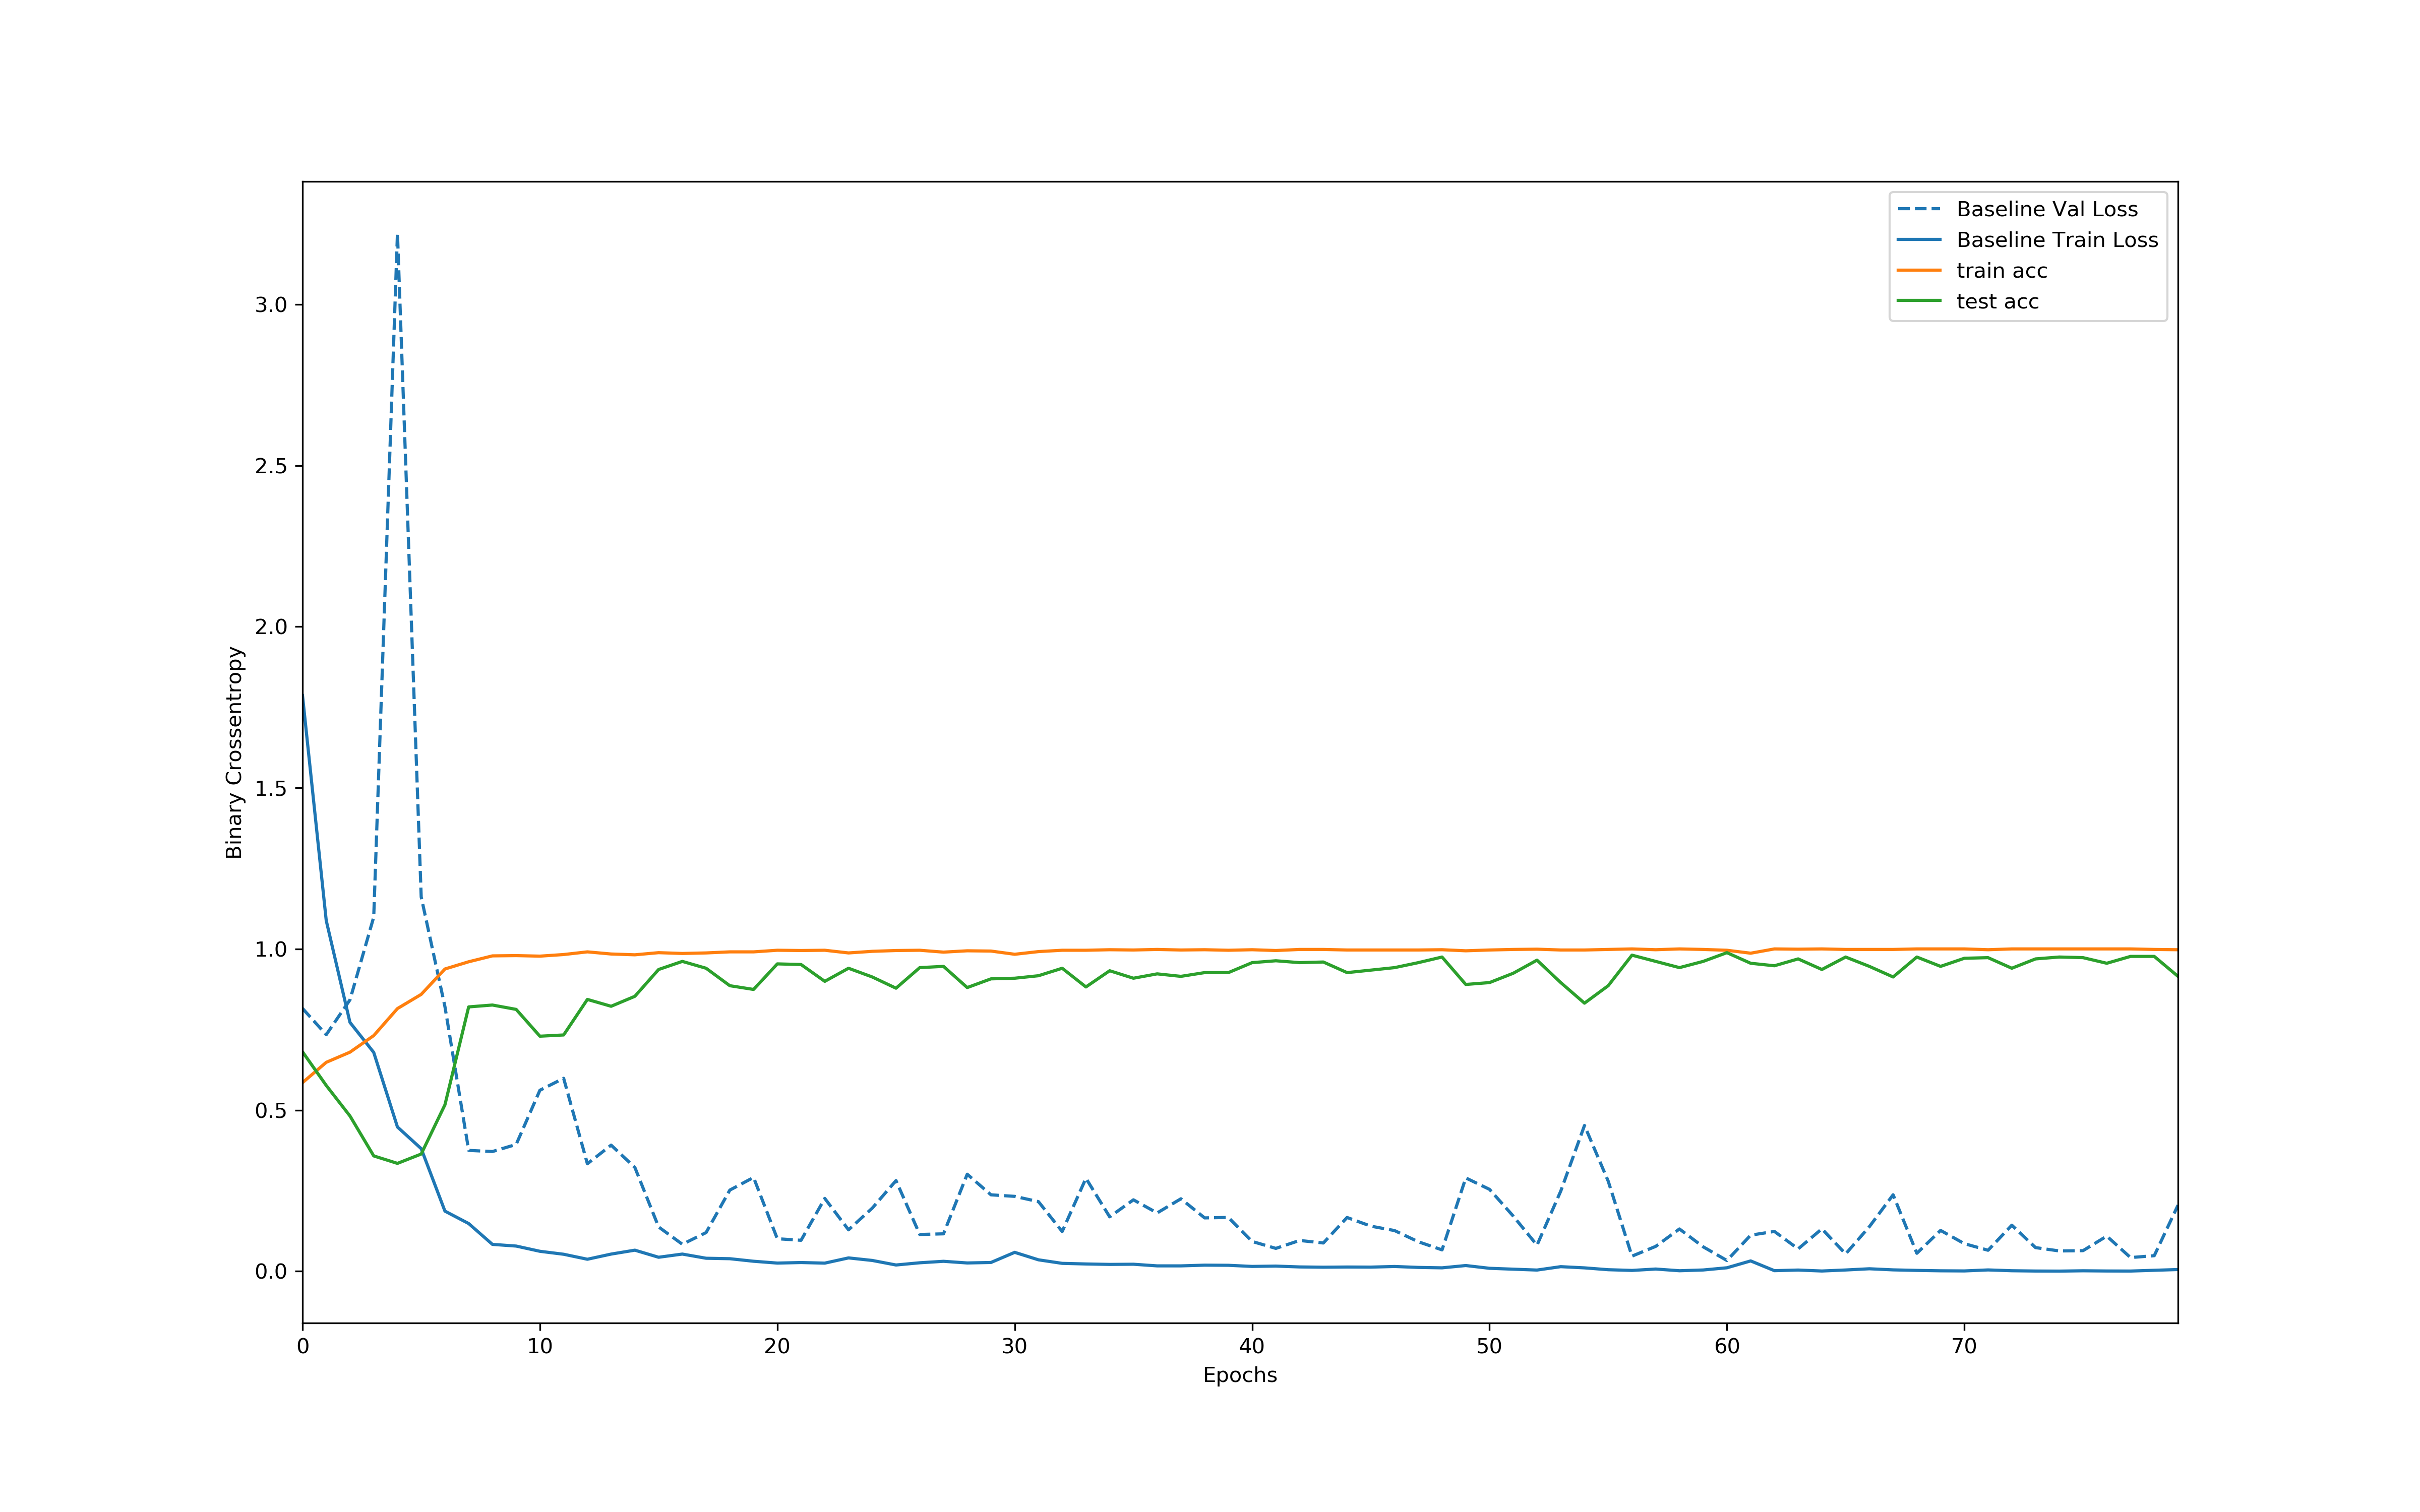 Baseline Val Loss
Baseline Train Loss
train acc
test acc
3.0
2.5
2.0
1.5
1.0
0.5
0.0
Binary Crossentropy
0 10 20 30 40 50 60 70
Epochs